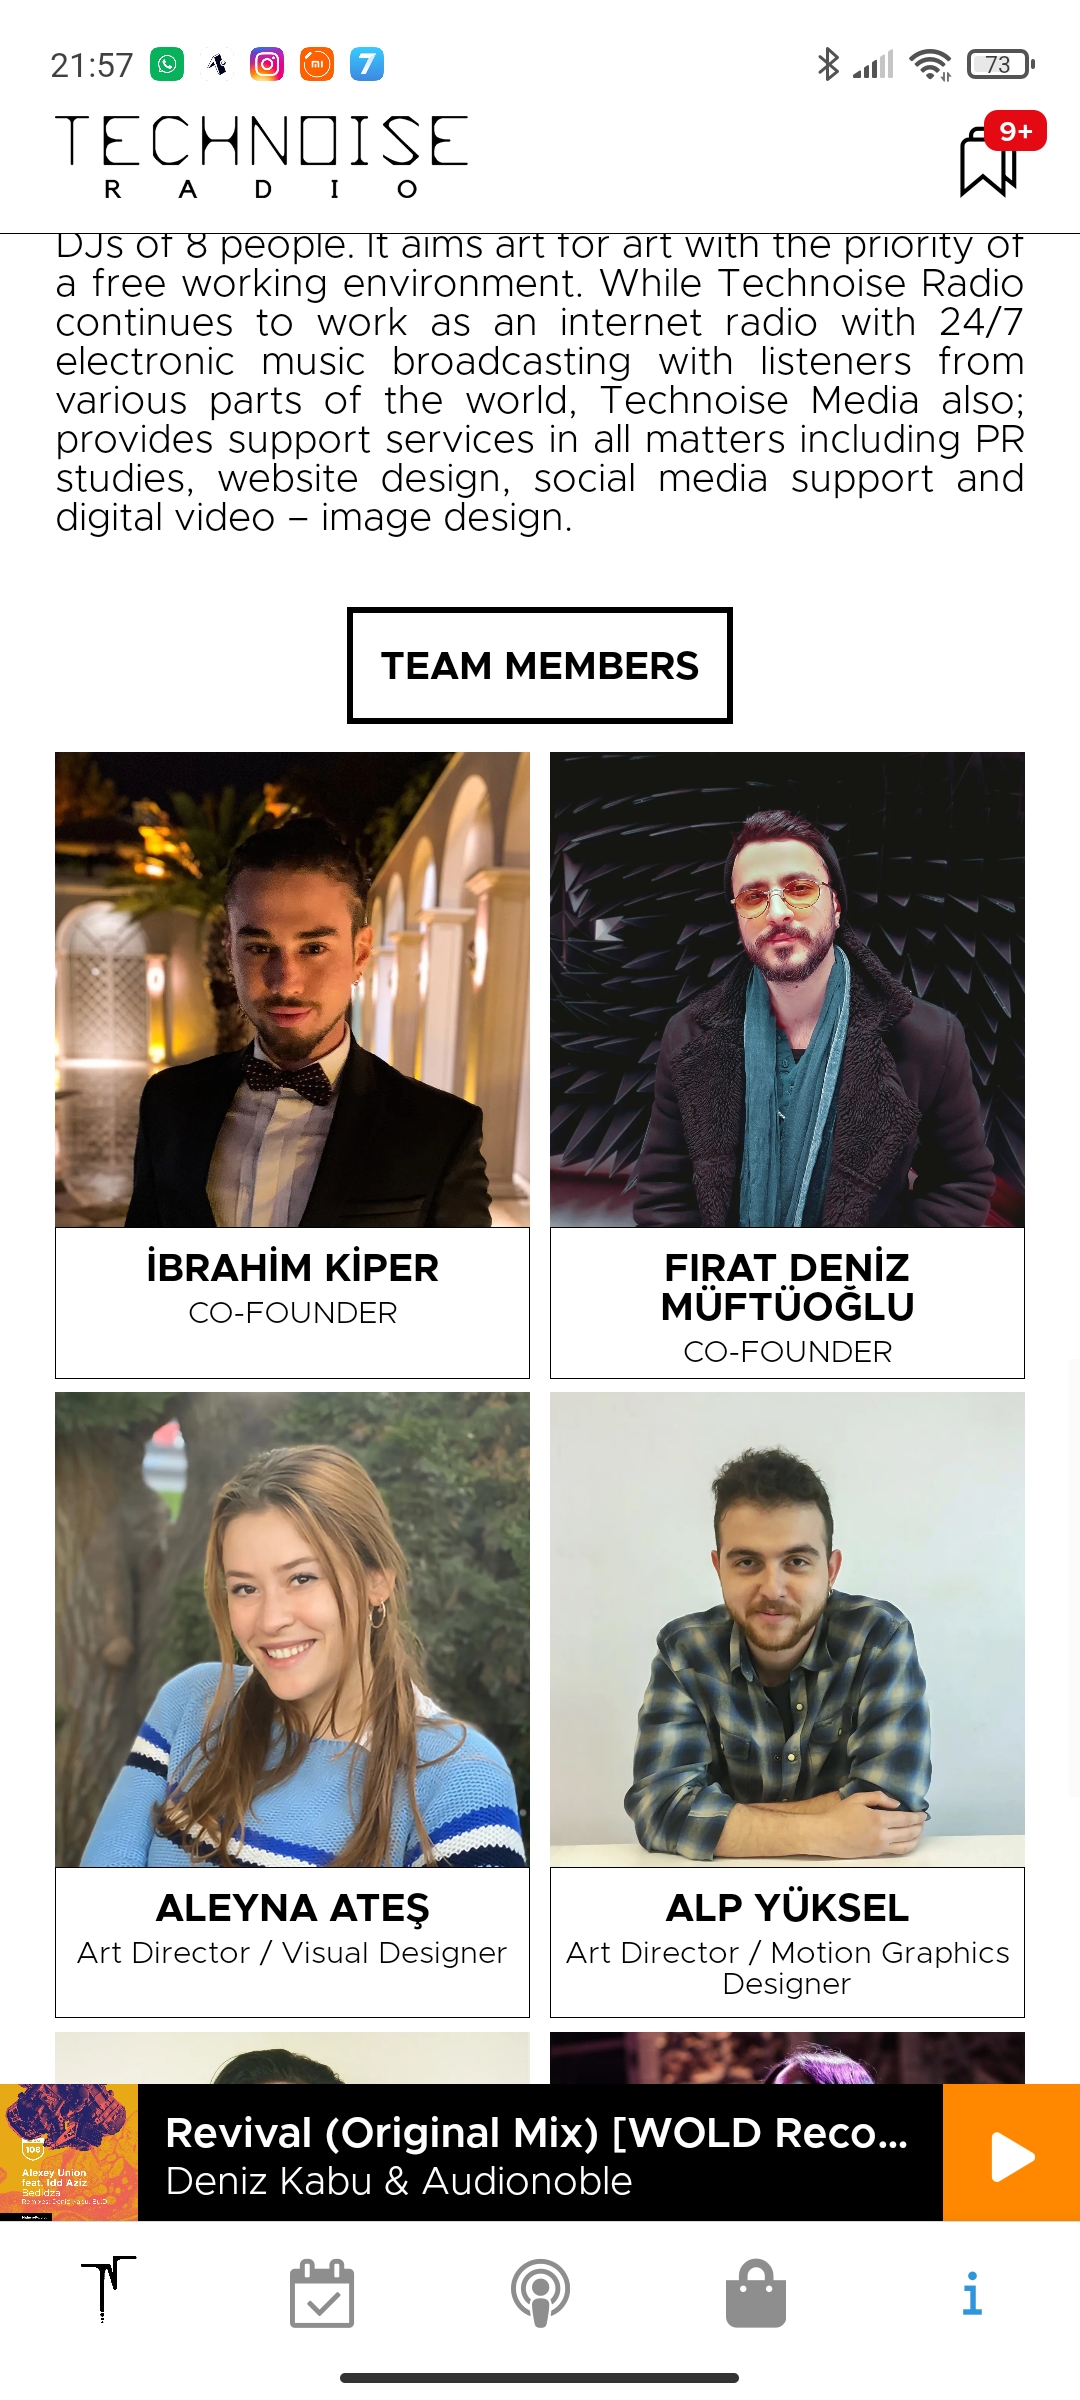 21:57
7
73
TECHNOISE
RADIO
9+
DJs of 8 people. It aims art for art with the priority of
a free working environment. While Technoise Radio
continues to work as an internet radio with 24/7
electronic music broadcasting with listeners from
various parts of the world, Technoise Media also;
provides support services in all matters including PR
studies, website design, social media support and
digital video – image design.
TEAM MEMBERS
İBRAHİM KİPER
CO-FOUNDER
FIRAT DENİZ
MÜFTÜOĞLU
CO-FOUNDER
ALEYNA ATEŞ
Art Director / Visual Designer
ALP YÜKSEL
Art Director / Motion Graphics
Designer
106
Alexey Union
feat. Idd Aziz
Bedidza
Revival (Original Mix) [WOLD Reco...
Deniz Kabu & Audionoble